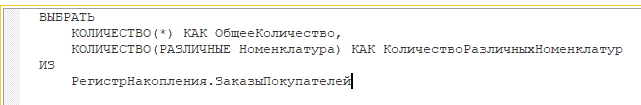 ВЫБРАТЬ
КОЛИЧЕСТВО(*) КАК ОбщееКоличество,
КОЛИЧЕСТВО(РАЗЛИЧНЫЕ Номенклатура) КАК КоличествоРазличныхНоменклатур
ИЗ
РегистрНакопления.ЗаказыПокупателей